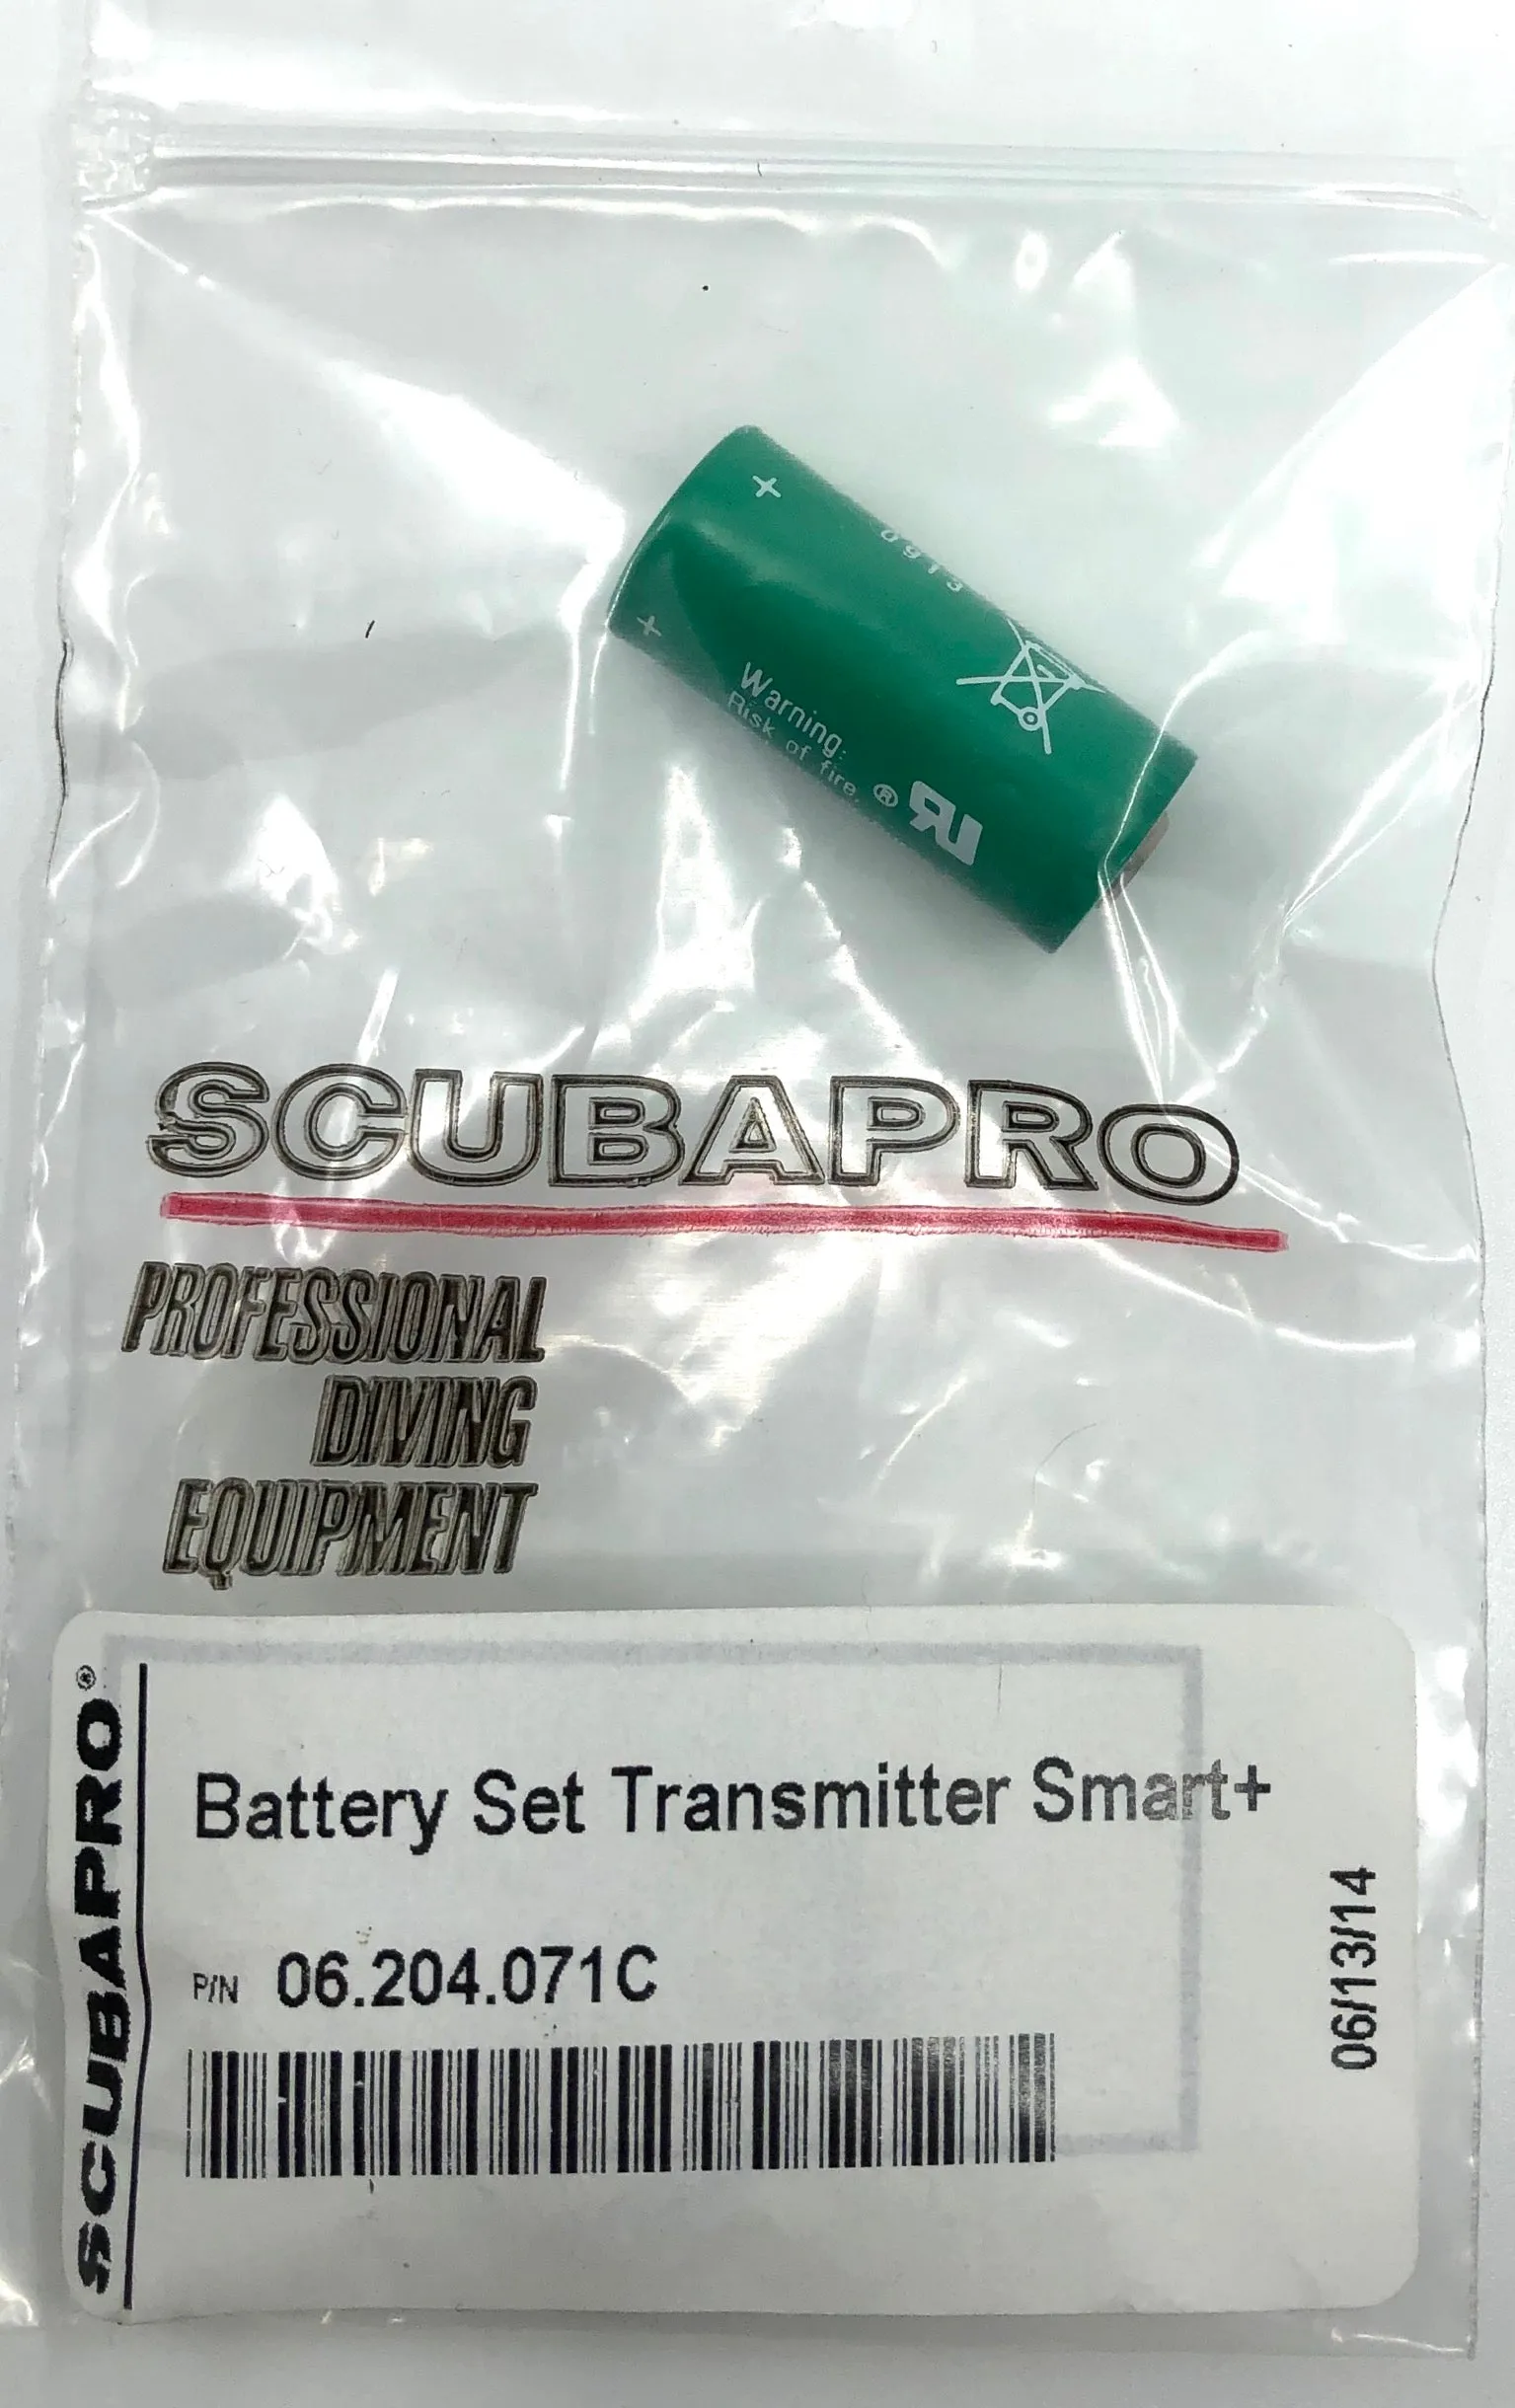 +
+
0913
Warning:
Risk of fire,
®
SCUBAPRO
PROFESSIONAL
DIVING
EQUIPMENT
SCUBAPRO®
Battery Set Transmitter Smart+
P/N 06.204.071C
06/13/14